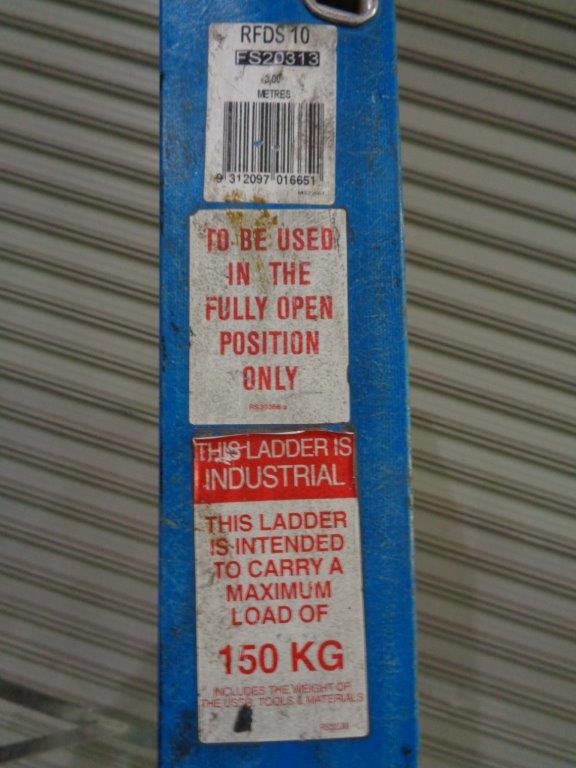 RFDS 10
FS20313
3,00
METRES
9 312097 016651
TO BE USED
IN THE
FULLY OPEN
POSITION
ONLY
THIS LADDER IS
INDUSTRIAL
THIS LADDER
IS INTENDED
TO CARRY A
MAXIMUM
LOAD OF
150 KG
INCLUDES THE WEIGHT OF
THE USER, TOOLS & MATERIALS